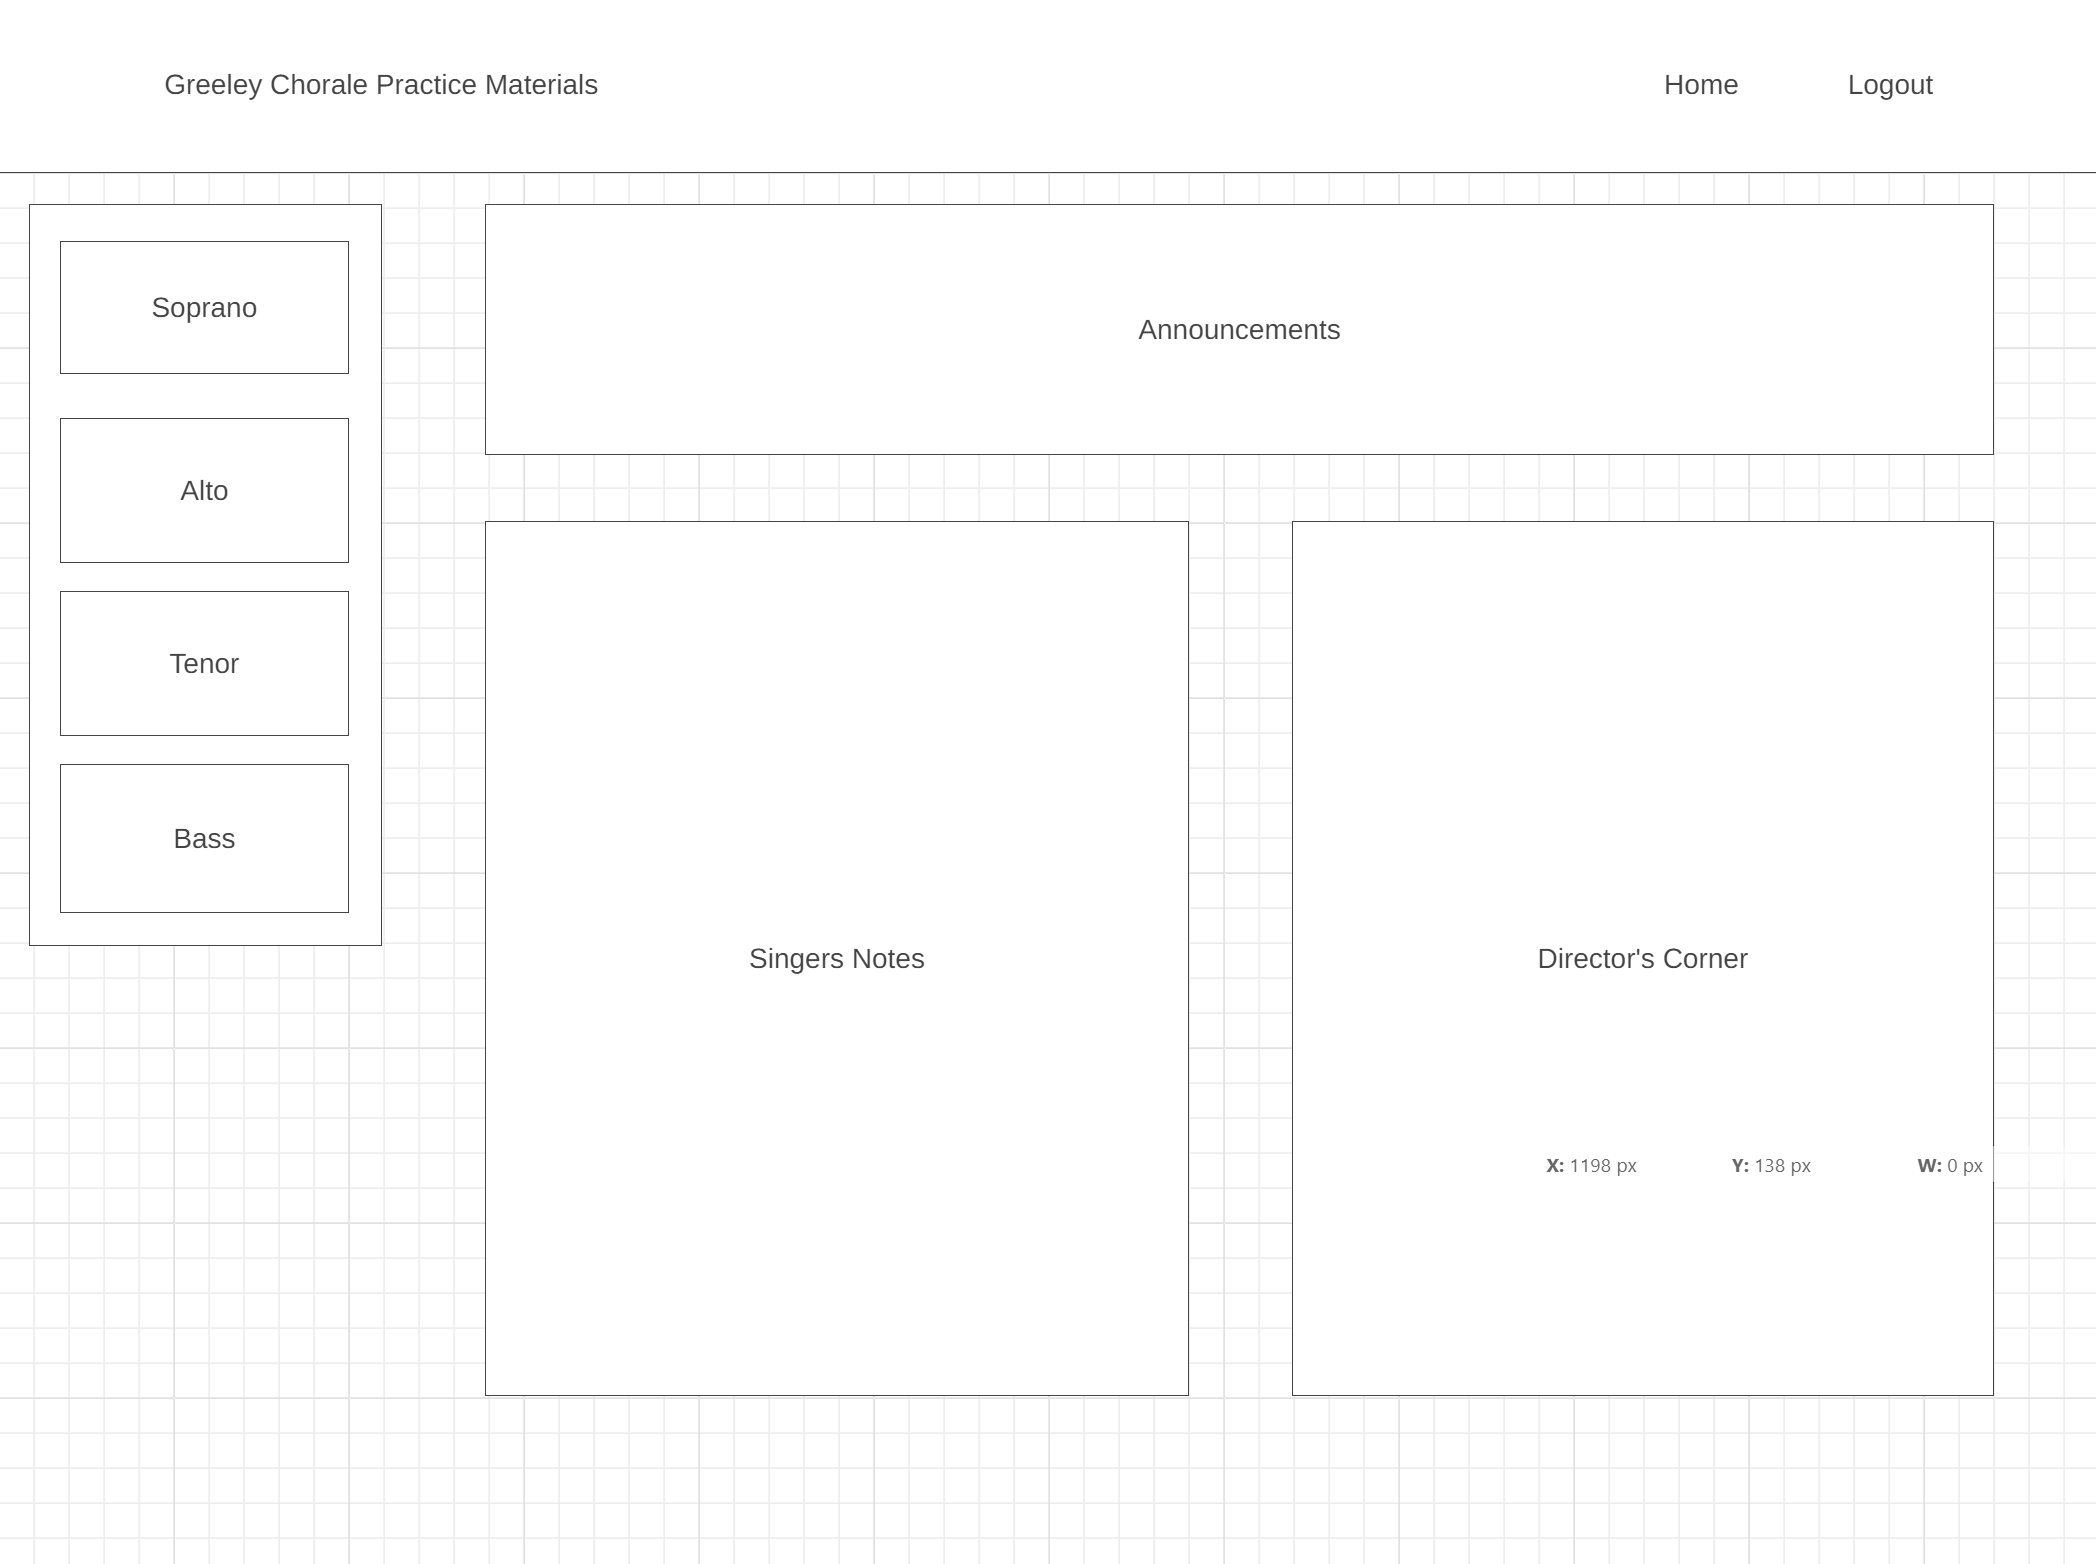 Greeley Chorale Practice Materials
Home
Logout
Soprano
Alto
Tenor
Bass
Announcements
Singers Notes
Director's Corner
X: 1198 px
Y: 138 px
W: 0 px